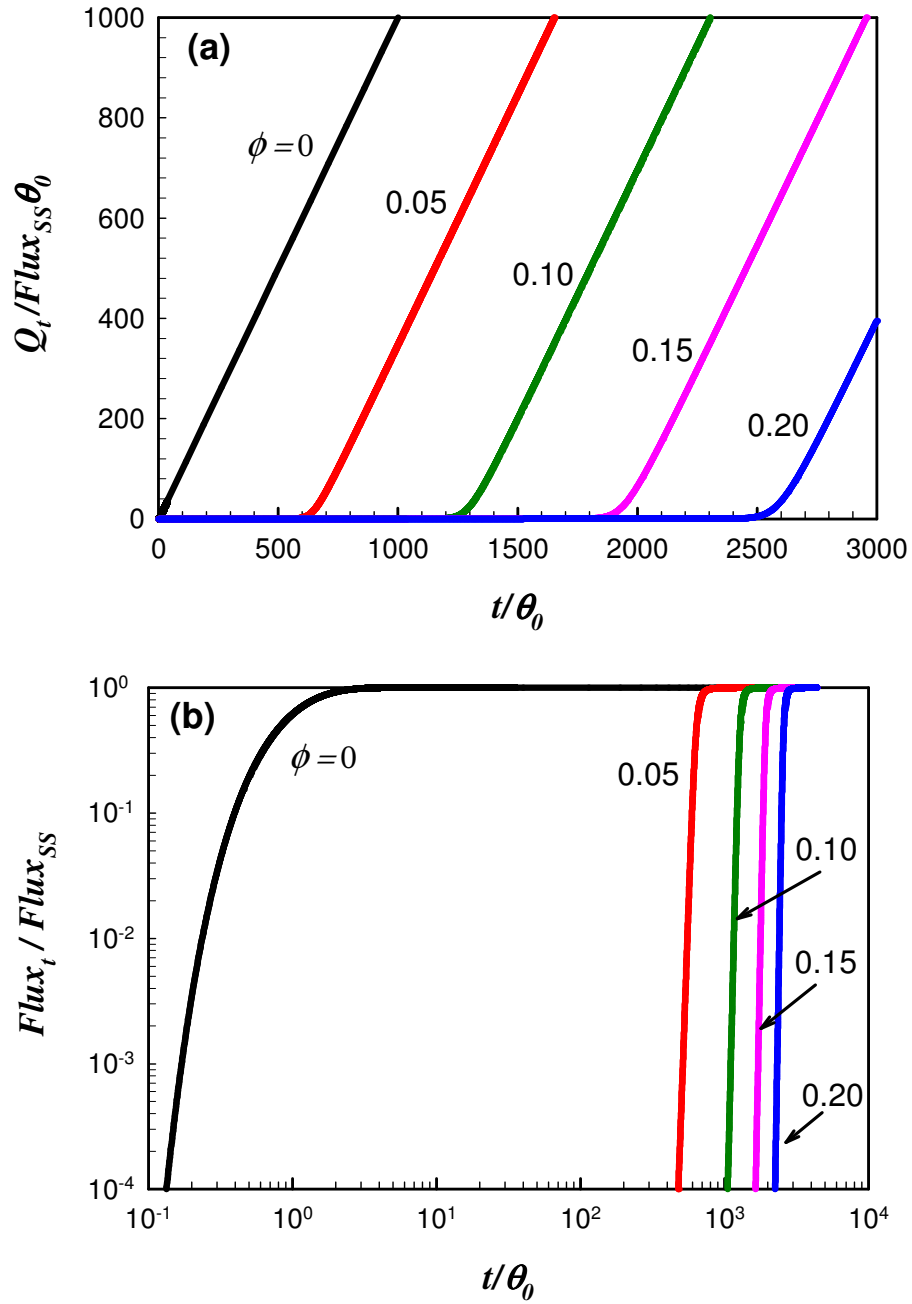 (a)
1000
800
600
400
200
0
Q_t/Flux_SS θ_0
ϕ = 0
0.05
0.10
0.15
0.20
0 500 1000 1500 2000 2500 3000
t/θ_0
(b)
10^0
10^-1
10^-2
10^-3
10^-4
Flux_t / Flux_SS
ϕ = 0
0.05
0.10
0.15
0.20
10^-1 10^0 10^1 10^2 10^3 10^4
t/θ_0